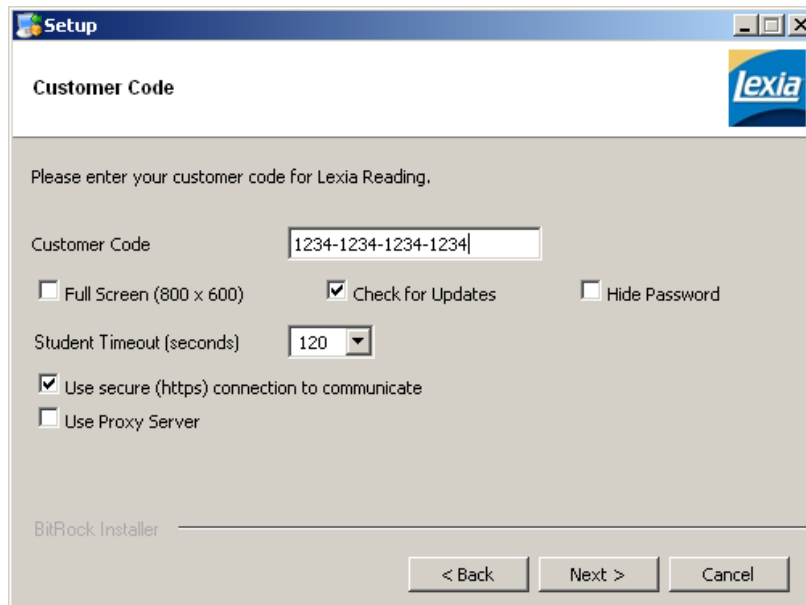 Setup
Customer Code
lexia
Please enter your customer code for Lexia Reading.
Customer Code 1234-1234-1234-1234
Full Screen (800 x 600) Check for Updates Hide Password
Student Timeout (seconds) 120
Use secure (https) connection to communicate
Use Proxy Server
BitRock Installer
< Back Next > Cancel